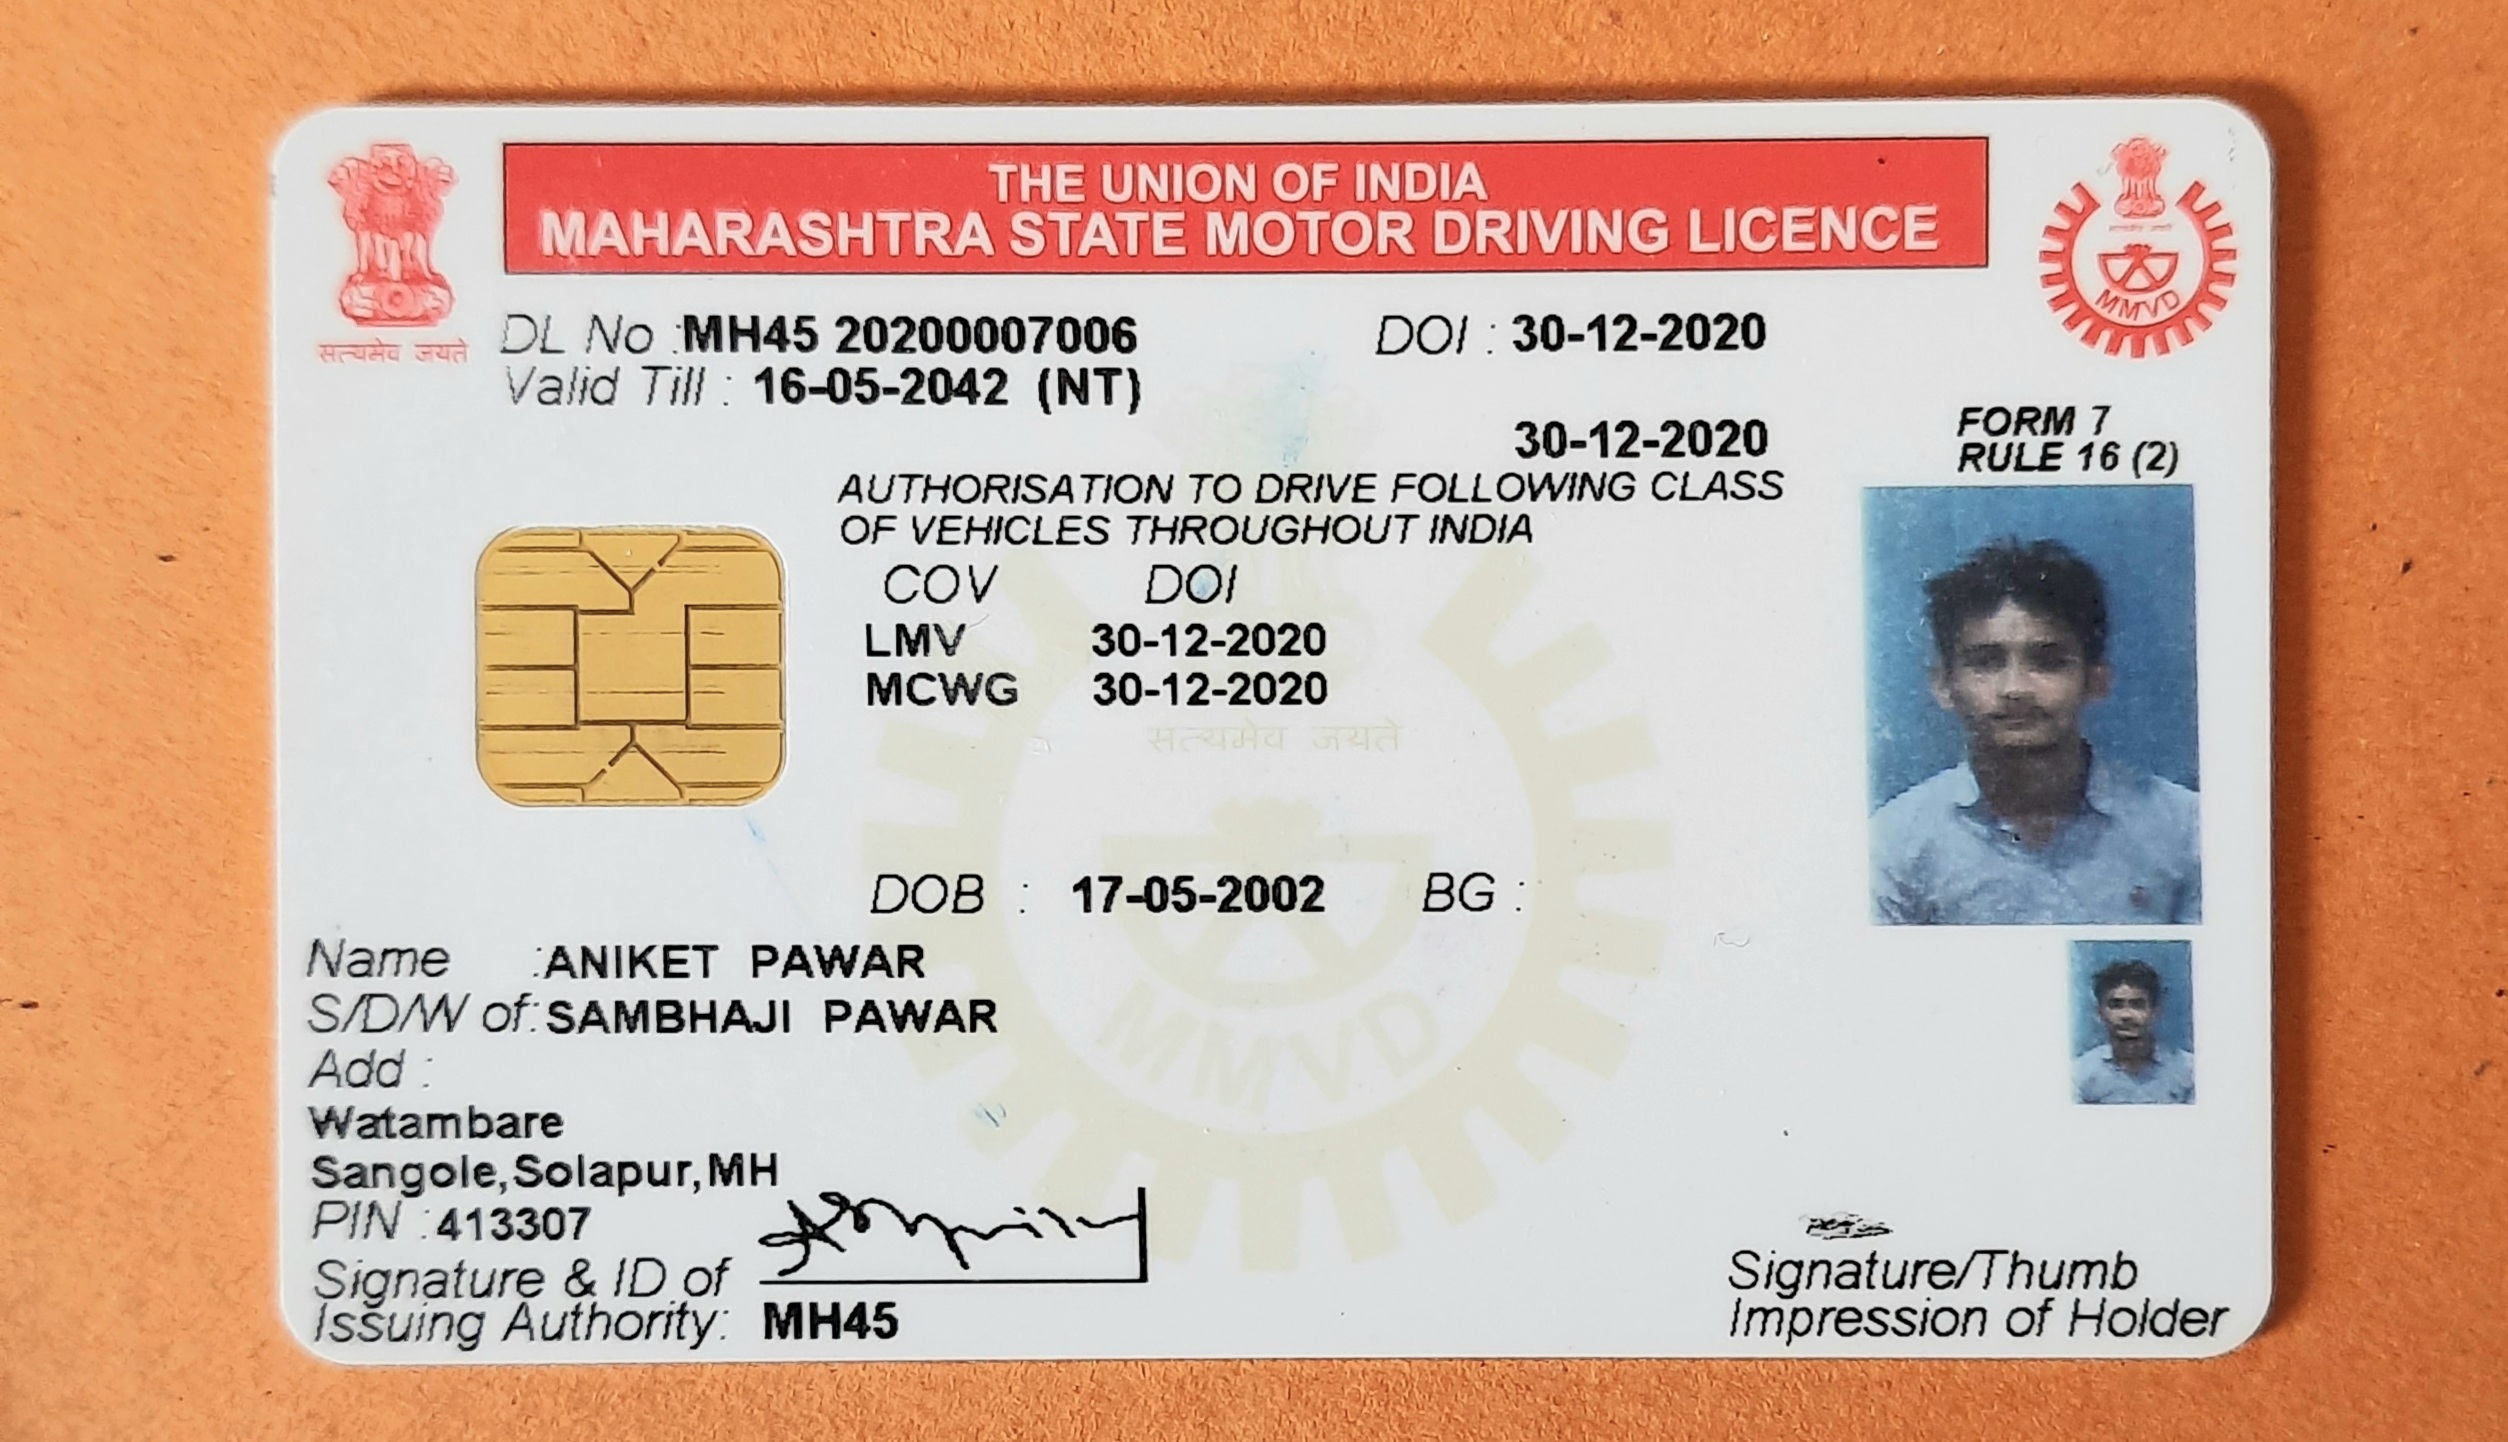 THE UNION OF INDIA
MAHARASHTRA STATE MOTOR DRIVING LICENCE
सत्यमेव जयते
MMVD
DL No :MH45 20200007006 DOI : 30-12-2020
Valid Till : 16-05-2042 (NT)
30-12-2020
FORM 7
RULE 16 (2)
AUTHORISATION TO DRIVE FOLLOWING CLASS
OF VEHICLES THROUGHOUT INDIA
COV DOI
LMV 30-12-2020
MCWG 30-12-2020
सत्यमेव जयते
DOB : 17-05-2002 BG :
MMVD
Name :ANIKET PAWAR
S/D/W of:SAMBHAJI PAWAR
Add :
Watambare
Sangole,Solapur,MH
PIN :413307
Signature & ID of
Issuing Authority: MH45
Signature/Thumb
Impression of Holder